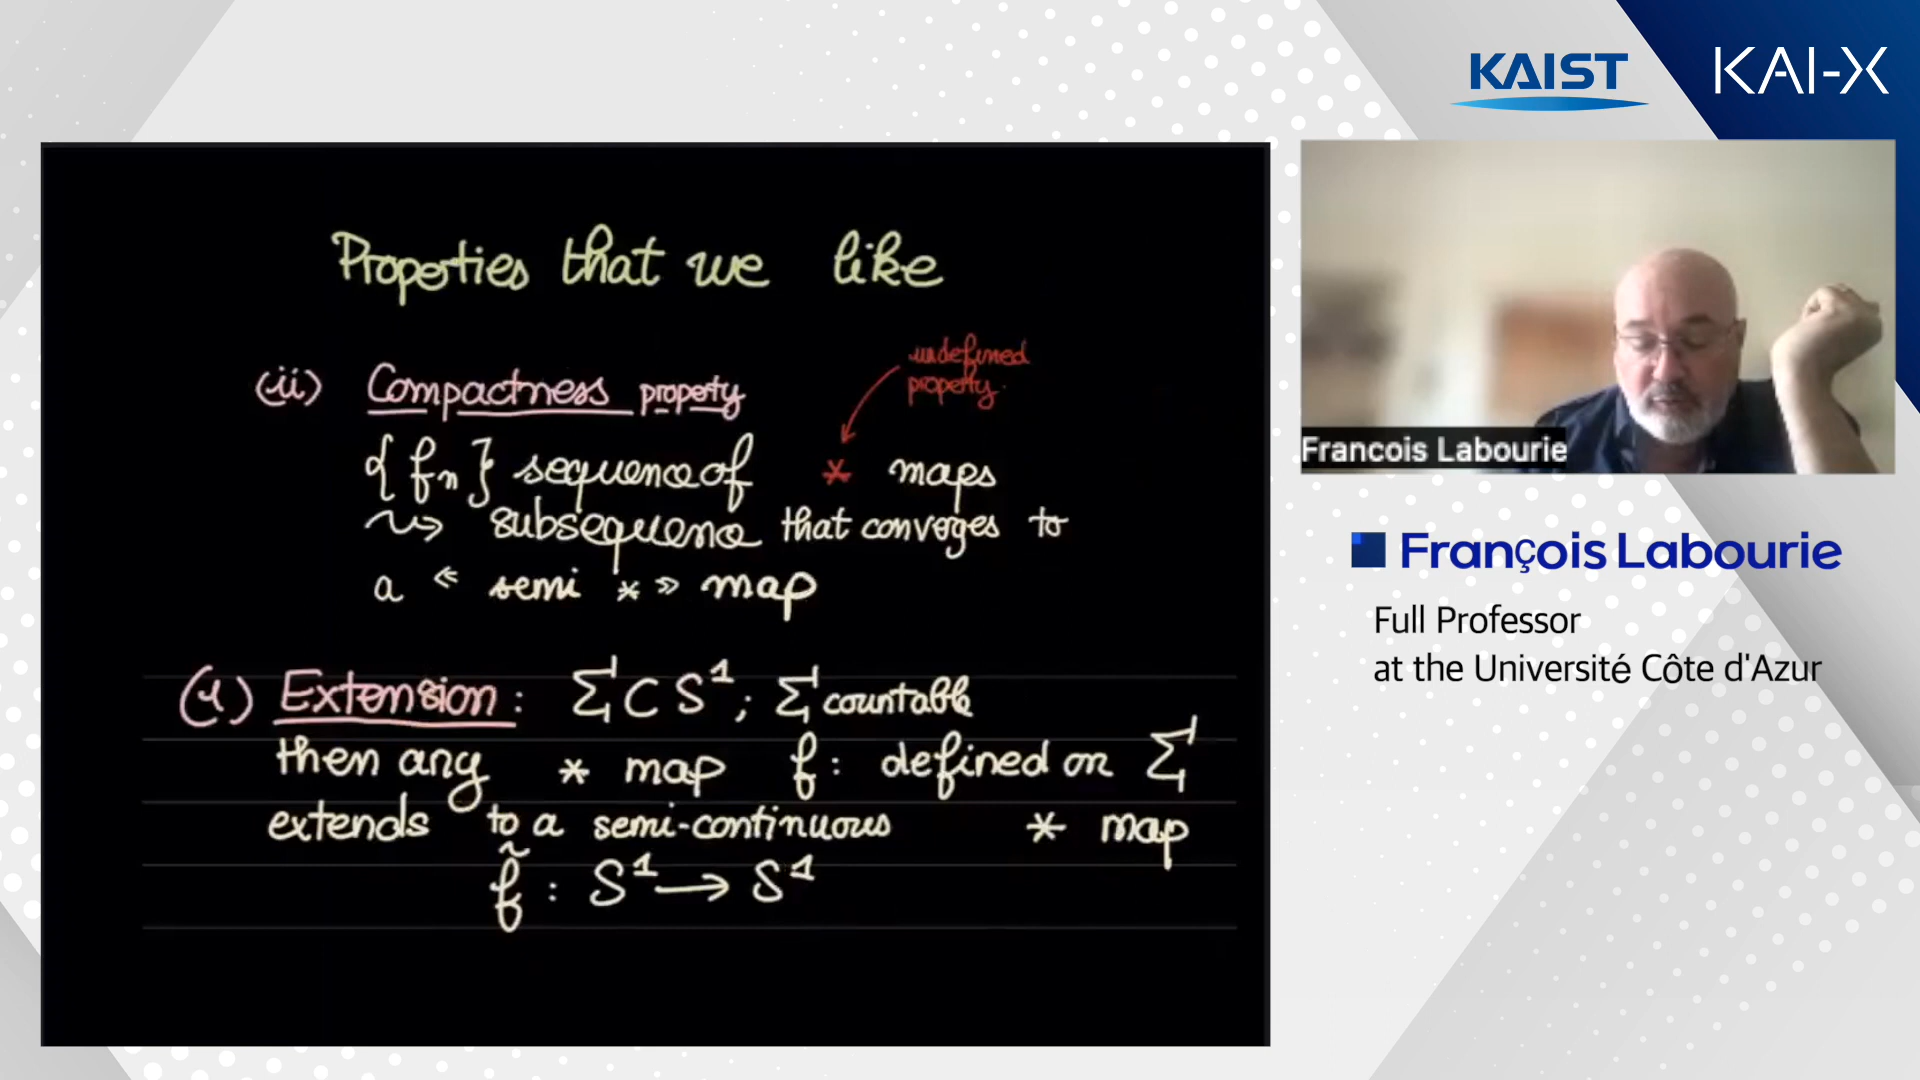 KAIST
KAI-X
Properties that we like
undefined
property.
(ii) Compactness property
{fn} sequence of * maps
⇝ subsequence that converges to
a « semi * » map
Extension: Σ ⊂ S¹; Σ countable
then any * map f: defined on Σ
extends to a semi-continuous * map
f̃ : S¹ → S¹
Francois Labourie
François Labourie
Full Professor
at the Université Côte d'Azur